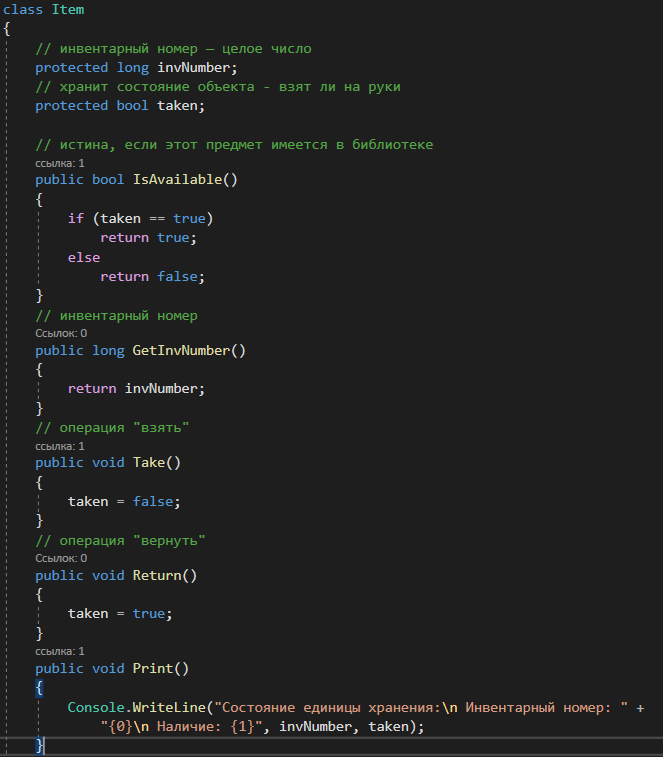 class Item
{
// инвентарный номер — целое число
protected long invNumber;
// хранит состояние объекта - взят ли на руки
protected bool taken;
// истина, если этот предмет имеется в библиотеке
ссылка: 1
public bool IsAvailable()
{
if (taken == true)
return true;
else
return false;
}
// инвентарный номер
Ссылок: 0
public long GetInvNumber()
{
return invNumber;
}
// операция "взять"
ссылка: 1
public void Take()
{
taken = false;
}
// операция "вернуть"
Ссылок: 0
public void Return()
{
taken = true;
}
ссылка: 1
public void Print()
{
Console.WriteLine("Состояние единицы хранения:\n Инвентарный номер: " +
"{0}\n Наличие: {1}", invNumber, taken);
}